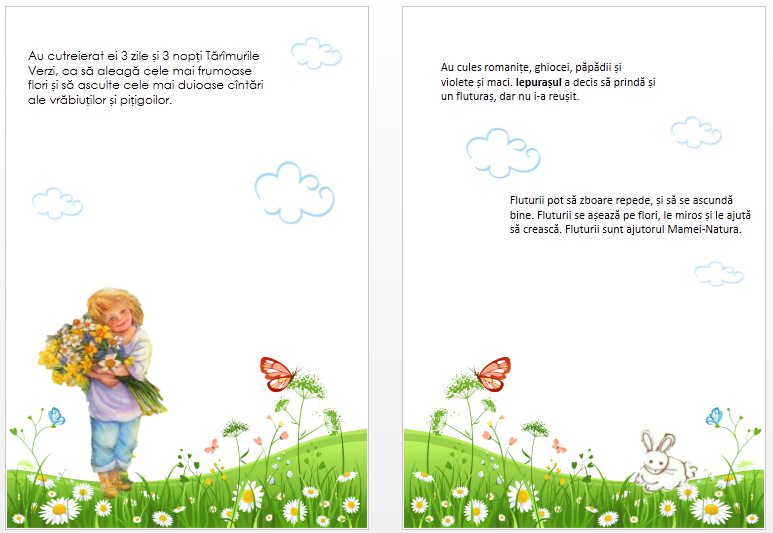 Au cutreierat ei 3 zile și 3 nopți Tărîmurile
Verzi, ca să aleagă cele mai frumoase
flori și să asculte cele mai duioase cîntări
ale vrăbiuților și pițigoilor.
Au cules romanițe, ghiocei, păpădii și
violete și maci. Iepurașul a decis să prindă și
un fluturaș, dar nu i-a reușit.
Fluturii pot să zboare repede, și să se ascundă
bine. Fluturii se așează pe flori, le miros și le ajută
să crească. Fluturii sunt ajutorul Mamei-Natura.